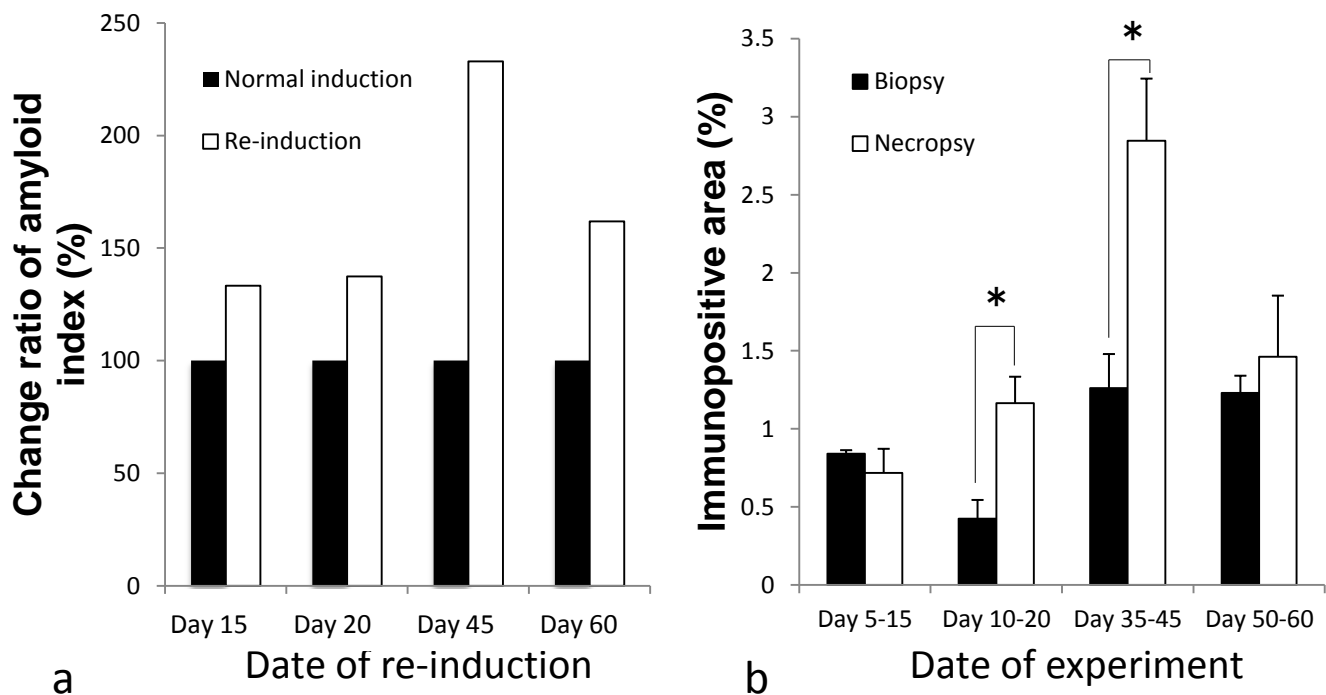 Change ratio of amyloid
index (%)
250
200
150
100
50
0
Normal induction
Re-induction
Day 15 Day 20 Day 45 Day 60
Date of re-induction
a
Immunopositive area (%)
3.5
3
2.5
2
1.5
1
0.5
0
Biopsy
Necropsy
*
*
Day 5-15 Day 10-20 Day 35-45 Day 50-60
Date of experiment
b